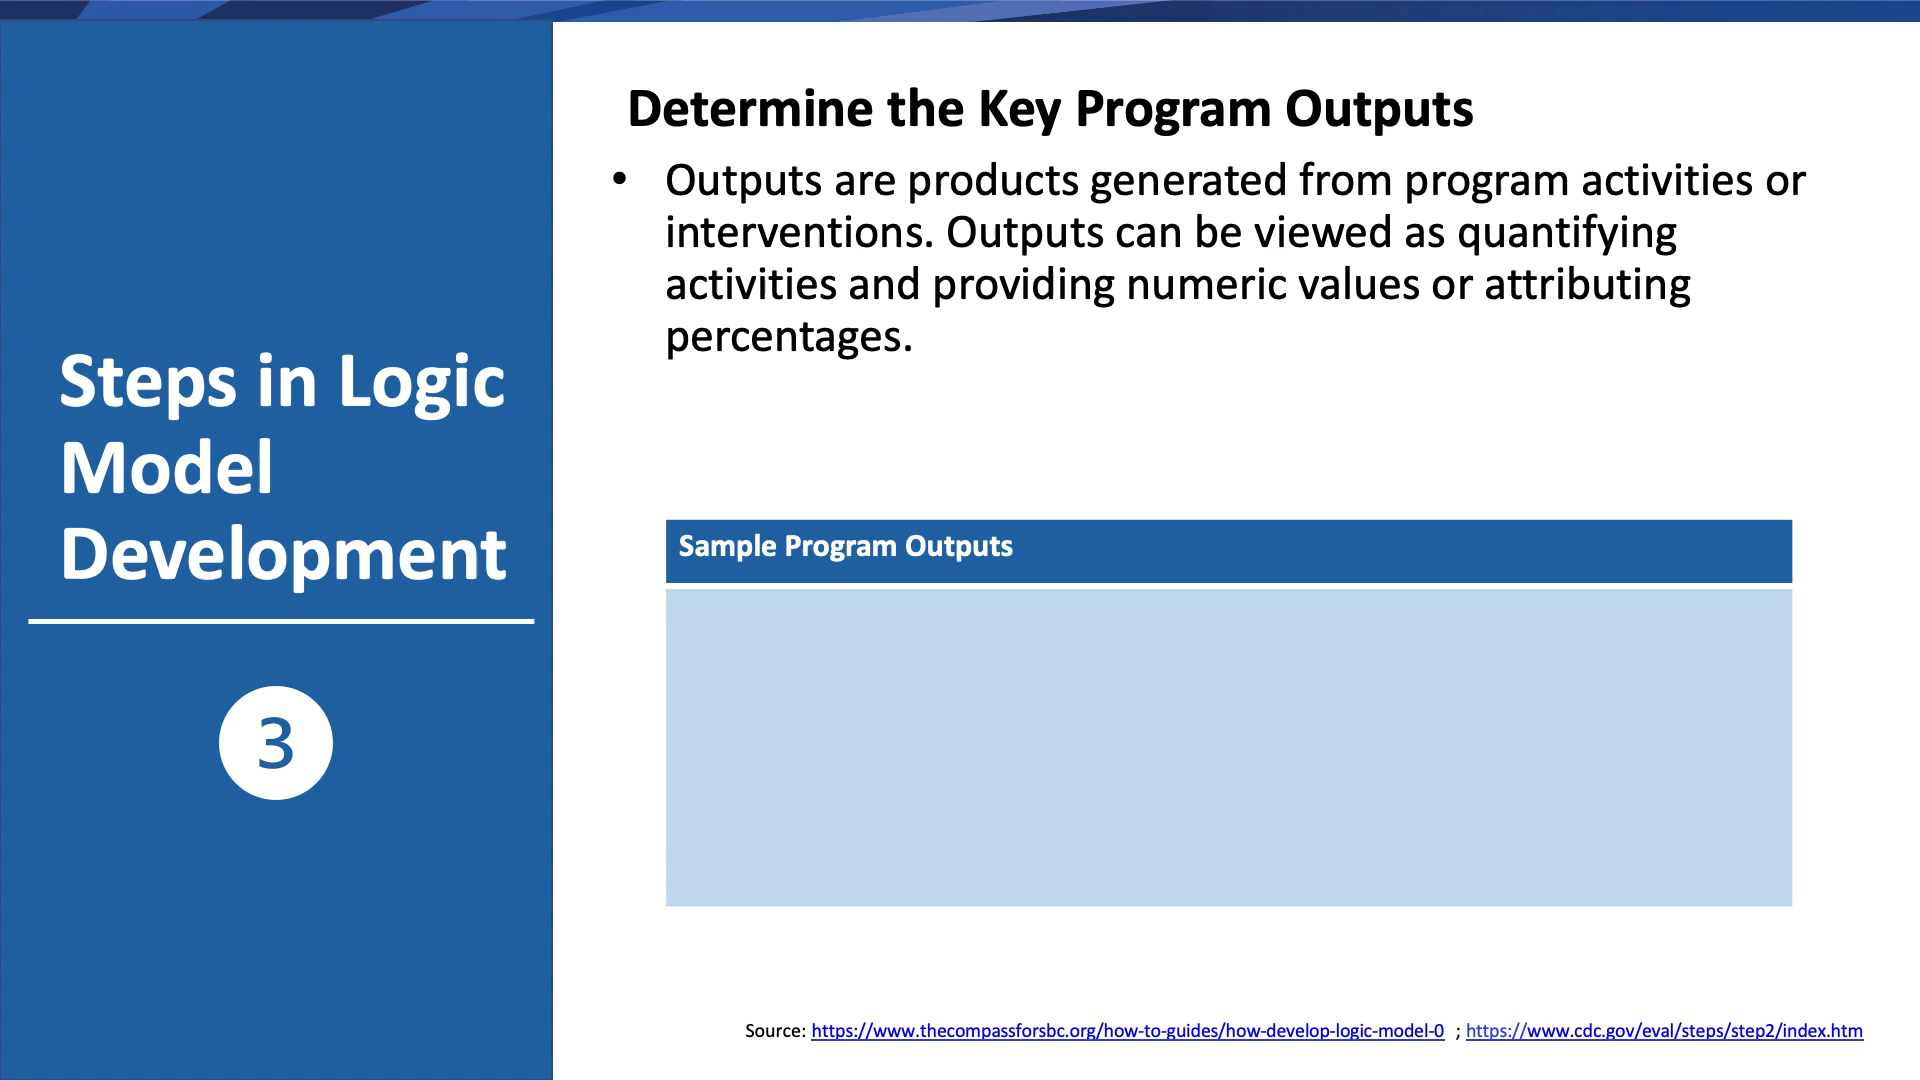 Steps in Logic
Model
Development
3
Determine the Key Program Outputs
• Outputs are products generated from program activities or
interventions. Outputs can be viewed as quantifying
activities and providing numeric values or attributing
percentages.
Sample Program Outputs
Source: https://www.thecompassforsbc.org/how-to-guides/how-develop-logic-model-0 ; https://www.cdc.gov/eval/steps/step2/index.htm